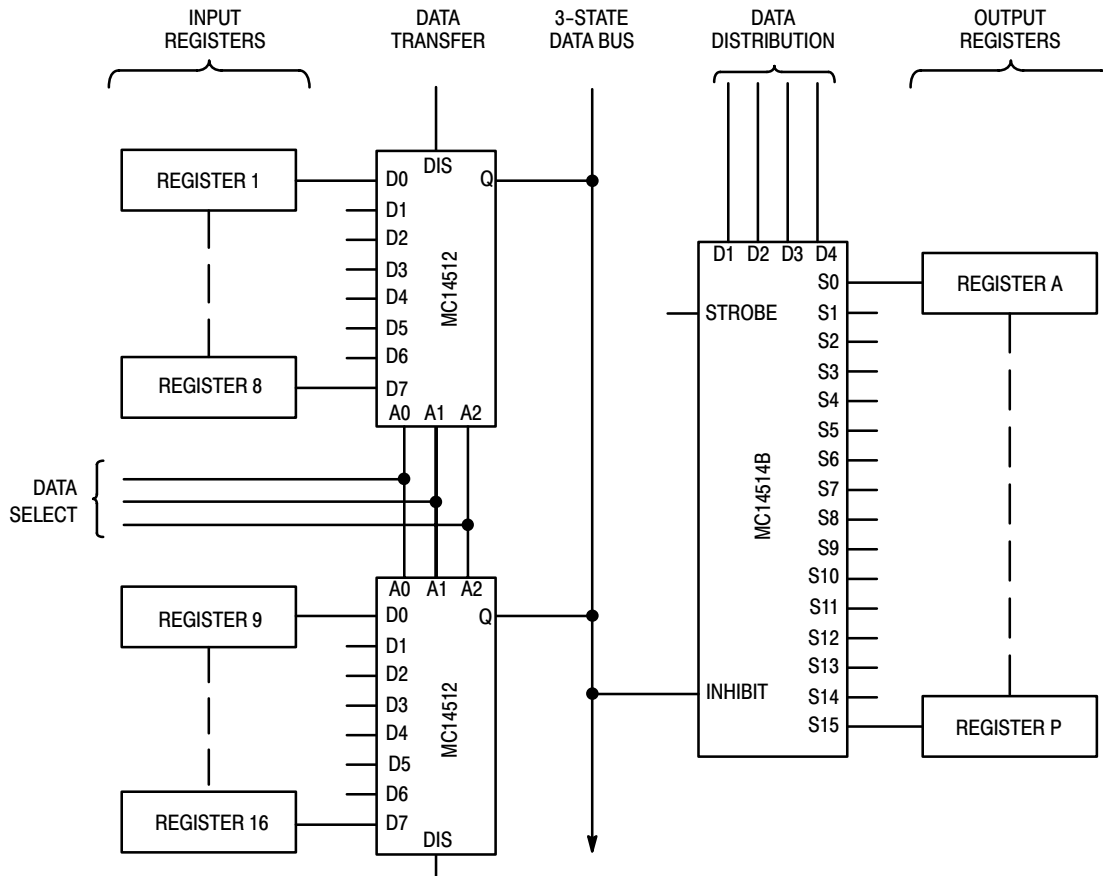 INPUT
REGISTERS
DATA
TRANSFER
3-STATE
DATA BUS
DATA
DISTRIBUTION
OUTPUT
REGISTERS
REGISTER 1
REGISTER 8
DIS
D0
Q
D1
D2
D3
D4
D5
D6
D7
MC14512
A0 A1 A2
DATA
SELECT
REGISTER 9
REGISTER 16
A0 A1 A2
D0
Q
D1
D2
D3
D4
D5
D6
D7
MC14512
DIS
D1 D2 D3 D4
STROBE
INHIBIT
MC14514B
S0
S1
S2
S3
S4
S5
S6
S7
S8
S9
S10
S11
S12
S13
S14
S15
REGISTER A
REGISTER P